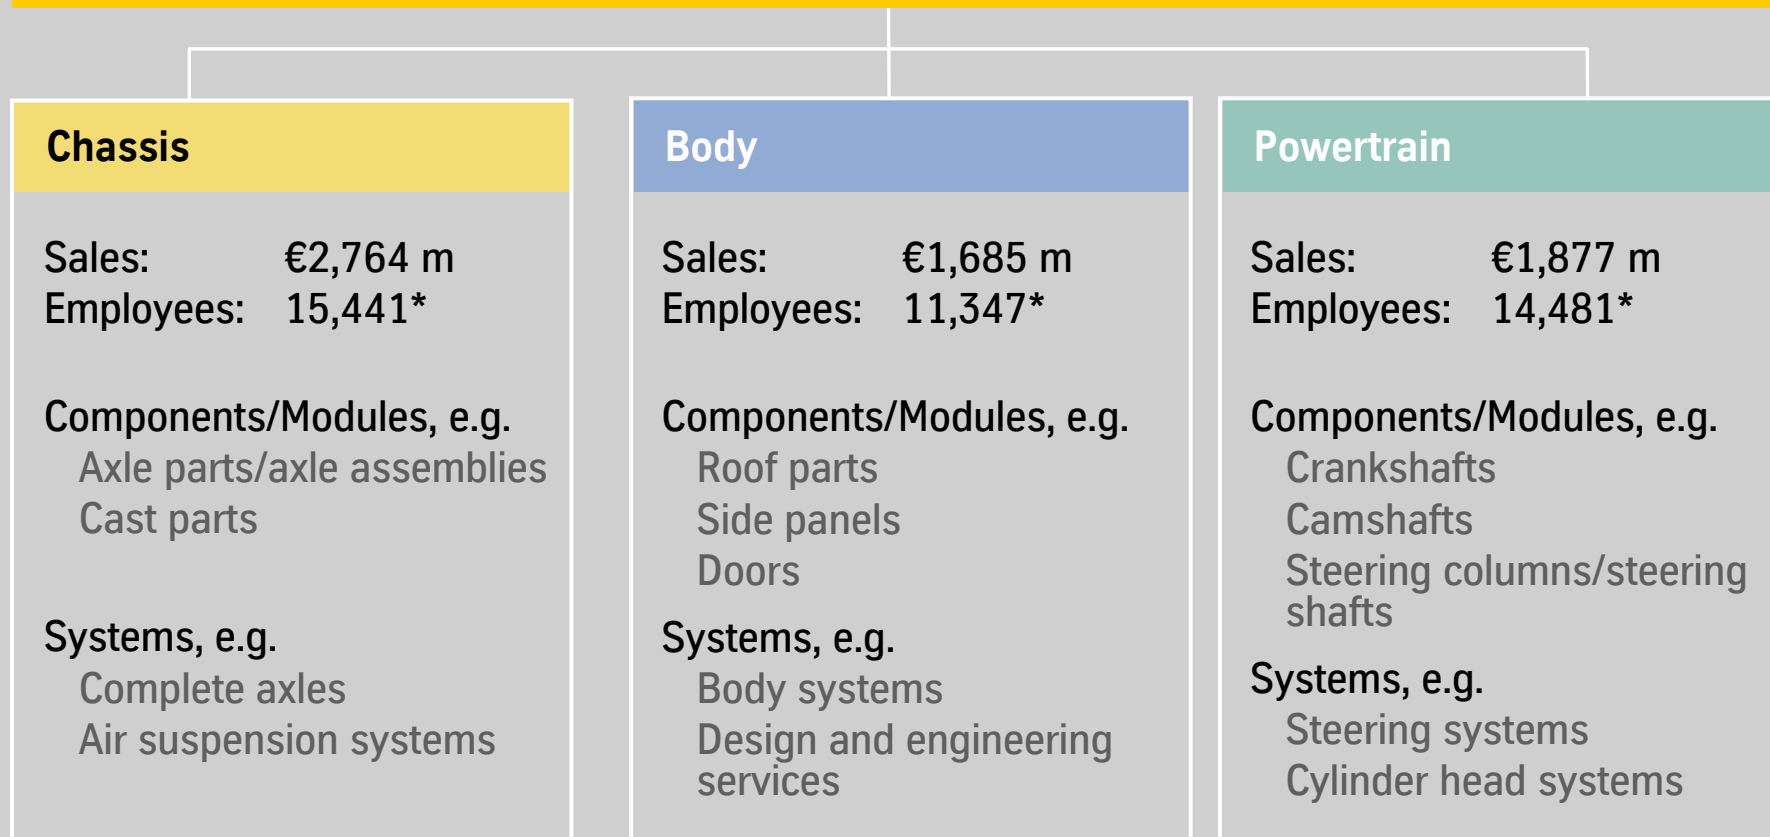 Chassis
Sales: €2,764 m
Employees: 15,441*
Components/Modules, e.g.
Axle parts/axle assemblies
Cast parts
Systems, e.g.
Complete axles
Air suspension systems
Body
Sales: €1,685 m
Employees: 11,347*
Components/Modules, e.g.
Roof parts
Side panels
Doors
Systems, e.g.
Body systems
Design and engineering
services
Powertrain
Sales: €1,877 m
Employees: 14,481*
Components/Modules, e.g.
Crankshafts
Camshafts
Steering columns/steering
shafts
Systems, e.g.
Steering systems
Cylinder head systems